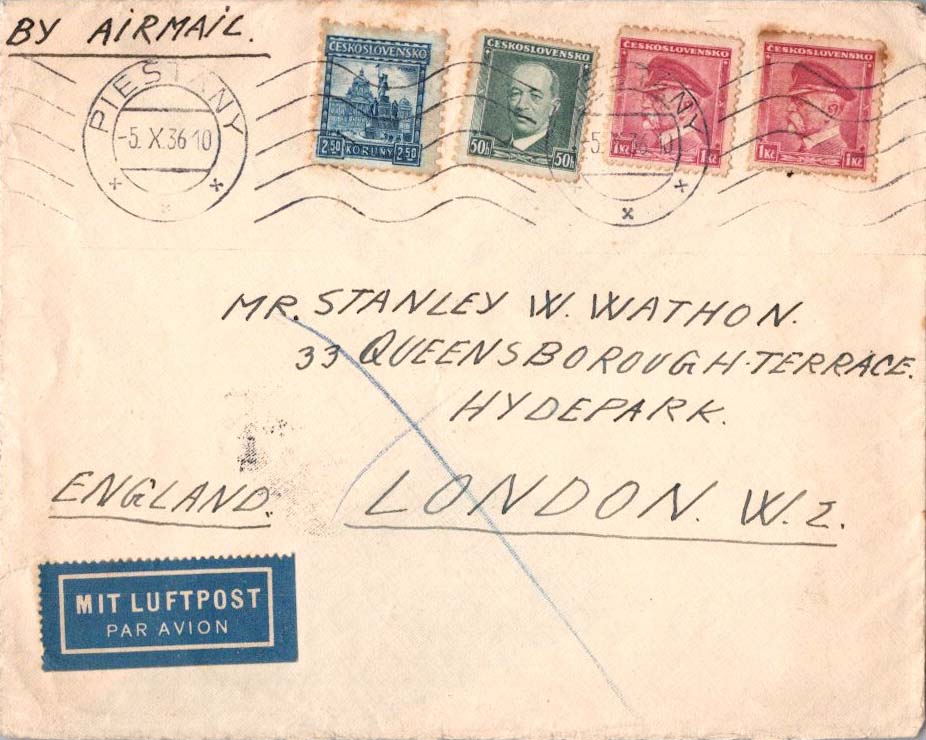 BY AIRMAIL.
PIESTANY
-5. X. 36 10
ČESKOSLOVENSKO
2·50 KORUNY 2·50
ČESKOSLOVENSKO
50h 50h
ČESKOSLOVENSKO
1Kč 1Kč
ČESKOSLOVENSKO
1Kč 1Kč
MR. STANLEY W. WATHON.
33 QUEENSBOROUGH-TERRACE.
HYDEPARK.
ENGLAND. LONDON. W. 2.
MIT LUFTPOST
PAR AVION